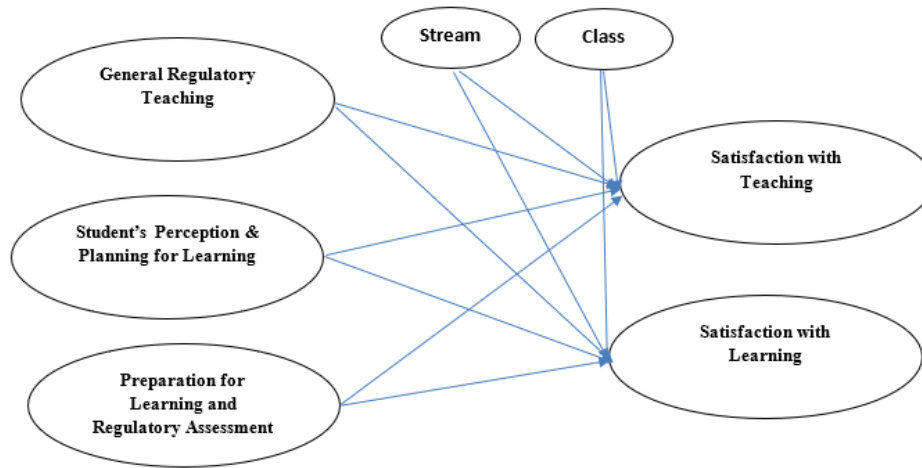 Stream
Class
General Regulatory
Teaching
Satisfaction with
Teaching
Student's Perception &
Planning for Learning
Satisfaction with
Learning
Preparation for
Learning and
Regulatory Assessment